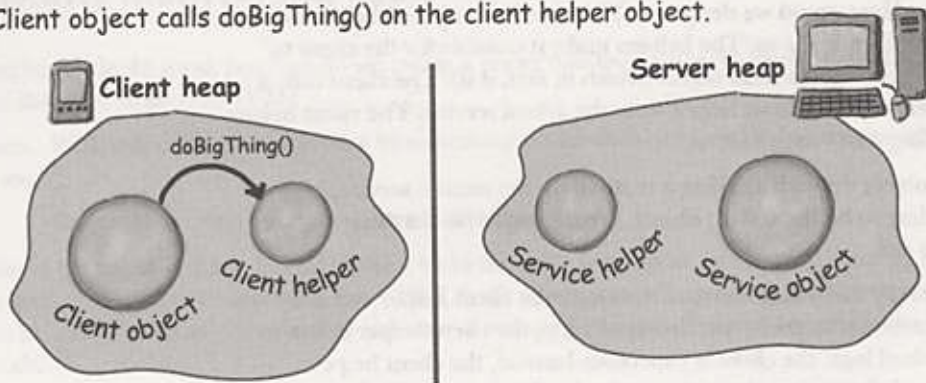 Client object calls doBigThing() on the client helper object.
Client heap
Server heap
doBigThing()
Client object
Client helper
Service helper
Service object